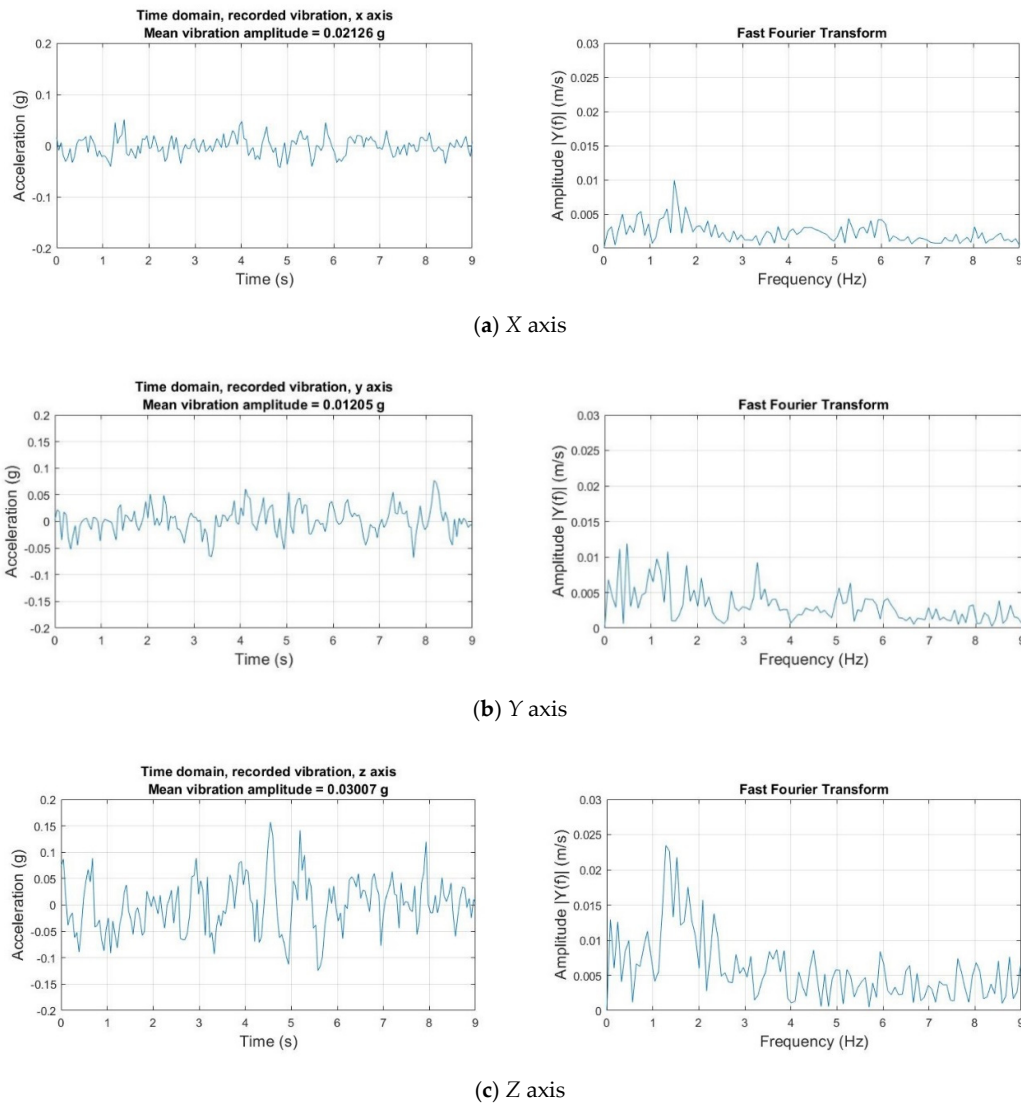 Time domain, recorded vibration, x axis
Mean vibration amplitude = 0.02126 g
0.2
0.1
0
-0.1
-0.2
Acceleration (g)
0 1 2 3 4 5 6 7 8 9
Time (s)
Fast Fourier Transform
0.03
0.025
0.02
0.015
0.01
0.005
0
Amplitude |Y(f)| (m/s)
0 1 2 3 4 5 6 7 8 9
Frequency (Hz)
(a) X axis
Time domain, recorded vibration, y axis
Mean vibration amplitude = 0.01205 g
0.2
0.15
0.1
0.05
0
-0.05
-0.1
-0.15
-0.2
Acceleration (g)
0 1 2 3 4 5 6 7 8 9
Time (s)
Fast Fourier Transform
0.03
0.025
0.02
0.015
0.01
0.005
0
Amplitude |Y(f)| (m/s)
0 1 2 3 4 5 6 7 8 9
Frequency (Hz)
(b) Y axis
Time domain, recorded vibration, z axis
Mean vibration amplitude = 0.03007 g
0.2
0.15
0.1
0.05
0
-0.05
-0.1
-0.15
-0.2
Acceleration (g)
0 1 2 3 4 5 6 7 8 9
Time (s)
Fast Fourier Transform
0.03
0.025
0.02
0.015
0.01
0.005
0
Amplitude |Y(f)| (m/s)
0 1 2 3 4 5 6 7 8 9
Frequency (Hz)
(c) Z axis